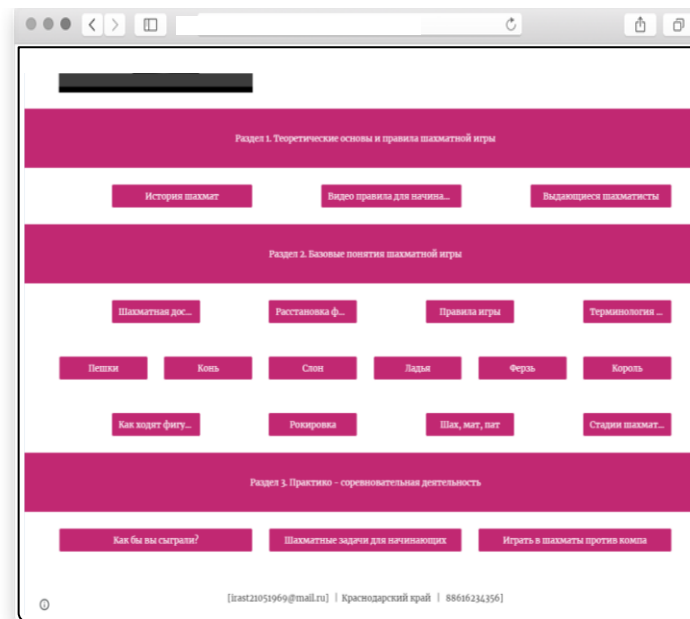 Раздел 1. Теоретические основы и правила шахматной игры
История шахмат
Видео правила для начина...
Выдающиеся шахматисты
Раздел 2. Базовые понятия шахматной игры
Шахматная дос...
Расстановка ф...
Правила игры
Терминология ...
Пешки
Конь
Слон
Ладья
Ферзь
Король
Как ходят фигу...
Рокировка
Шах, мат, пат
Стадии шахмат...
Раздел 3. Практико - соревновательная деятельность
Как бы вы сыграли?
Шахматные задачи для начинающих
Играть в шахматы против компа
[irast21051969@mail.ru] | Краснодарский край | 88616234356]